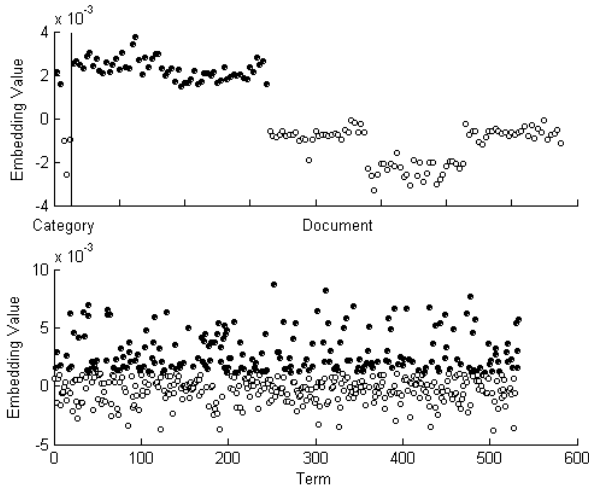 x 10⁻³
4
2
0
-2
-4
Embedding Value
Category Document
x 10⁻³
10
5
0
-5
Embedding Value
0 100 200 300 400 500 600
Term